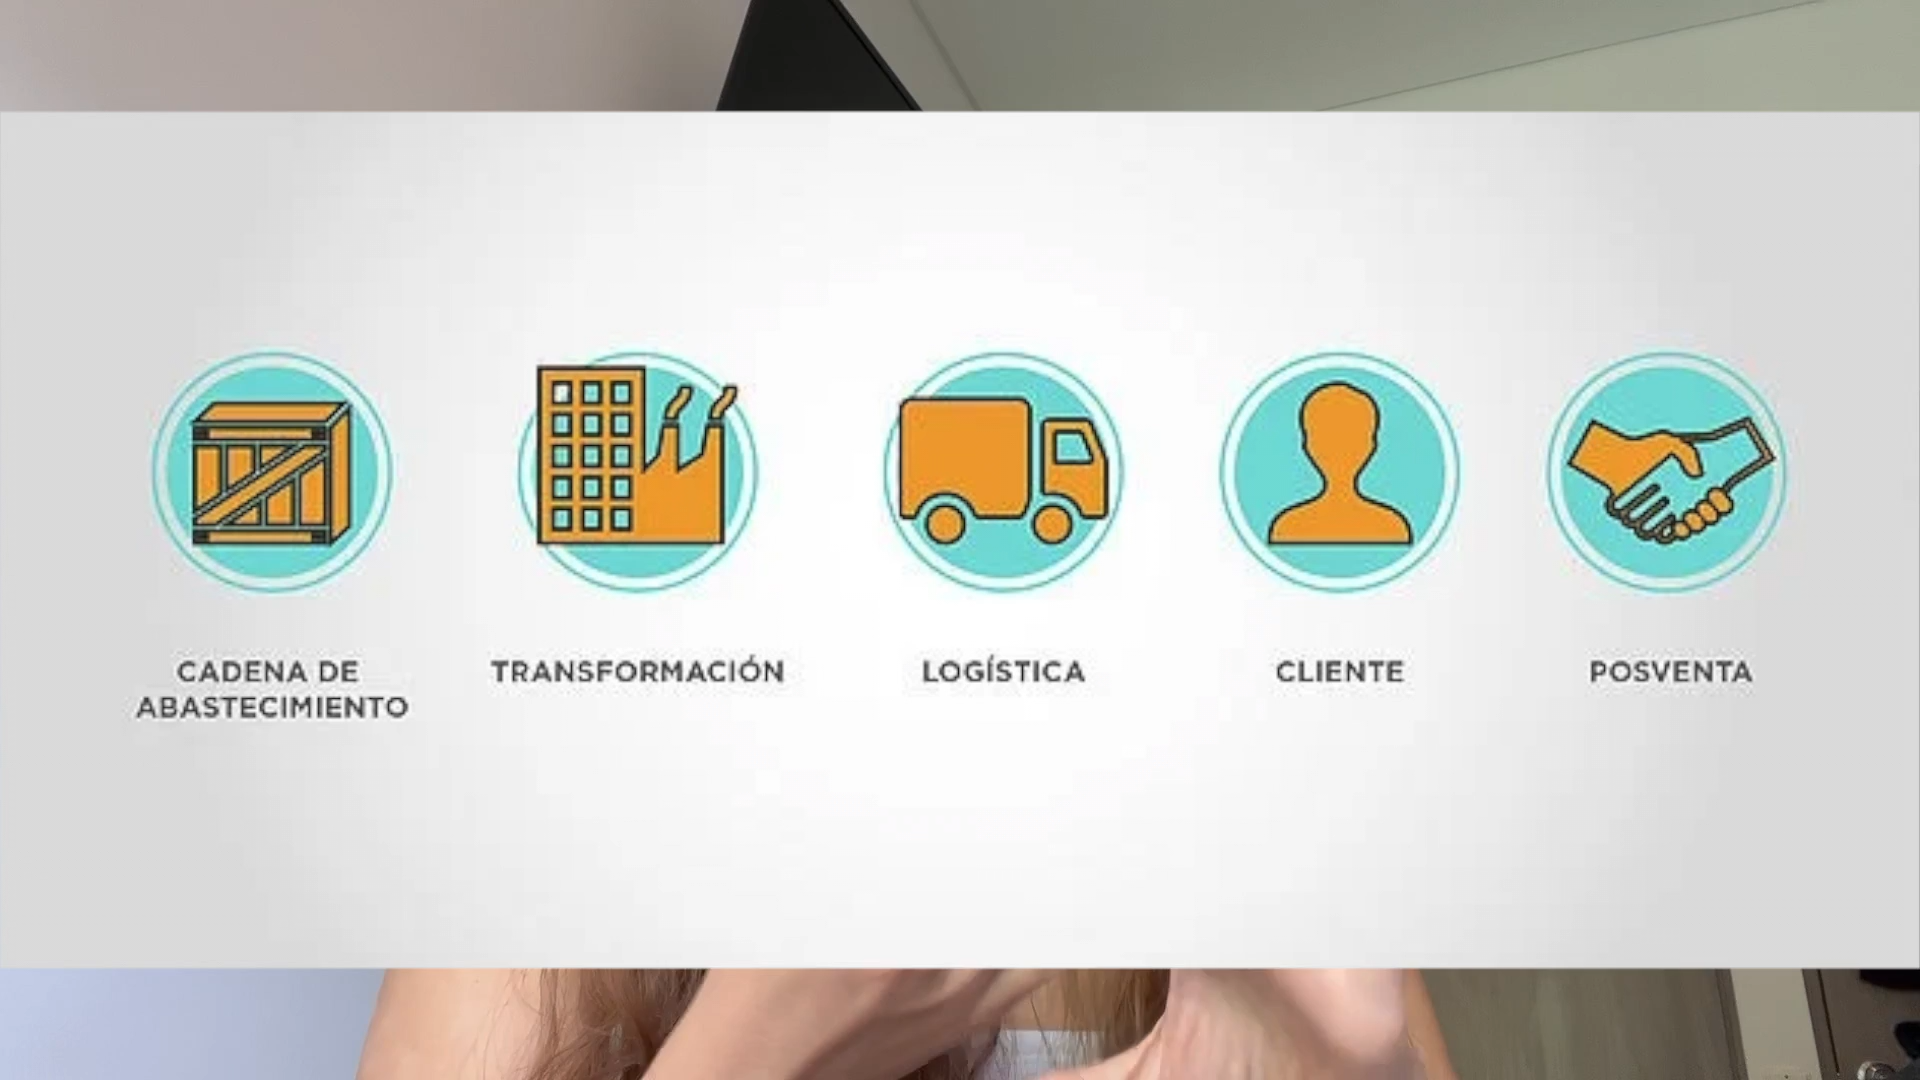 CADENA DE
ABASTECIMIENTO
TRANSFORMACIÓN
LOGÍSTICA
CLIENTE
POSVENTA